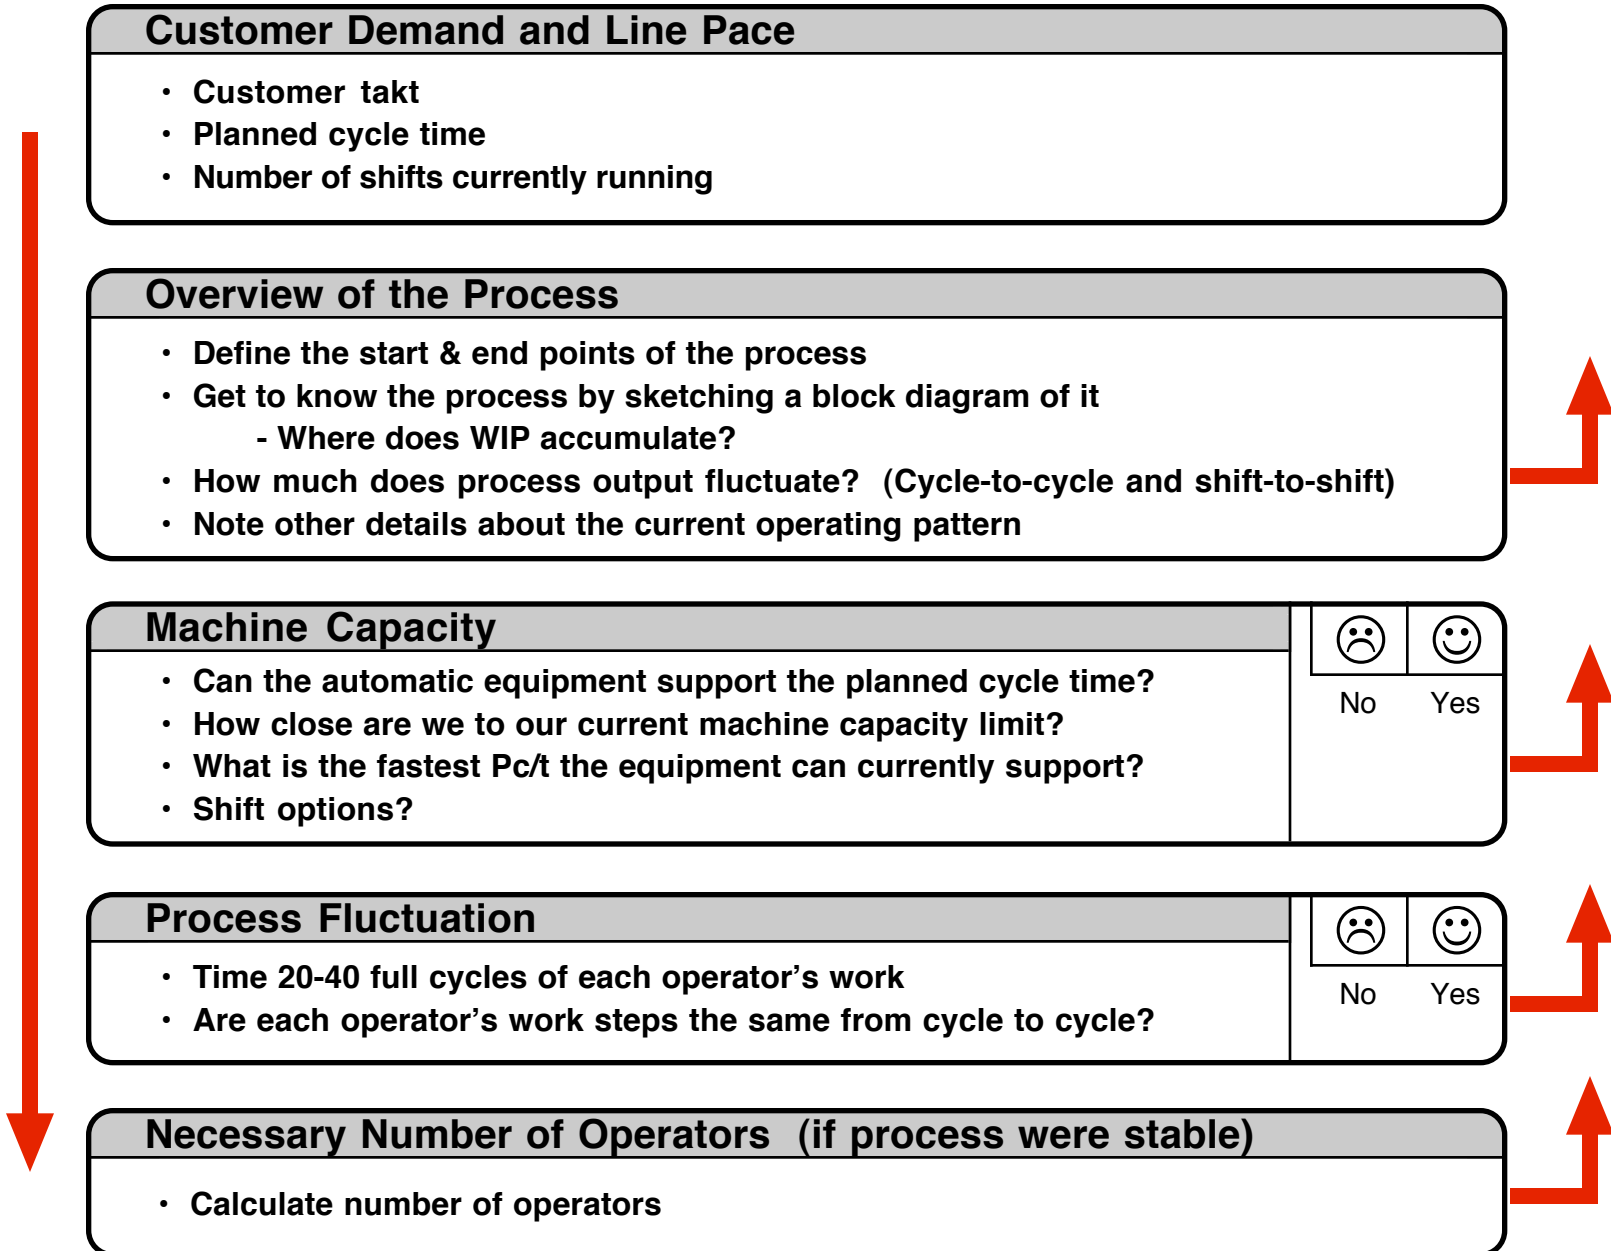 Customer Demand and Line Pace
· Customer takt
· Planned cycle time
· Number of shifts currently running
Overview of the Process
· Define the start & end points of the process
· Get to know the process by sketching a block diagram of it
- Where does WIP accumulate?
· How much does process output fluctuate? (Cycle-to-cycle and shift-to-shift)
· Note other details about the current operating pattern
Machine Capacity
· Can the automatic equipment support the planned cycle time?
· How close are we to our current machine capacity limit?
· What is the fastest Pc/t the equipment can currently support?
· Shift options?
No Yes
Process Fluctuation
· Time 20-40 full cycles of each operator’s work
· Are each operator’s work steps the same from cycle to cycle?
No Yes
Necessary Number of Operators (if process were stable)
· Calculate number of operators